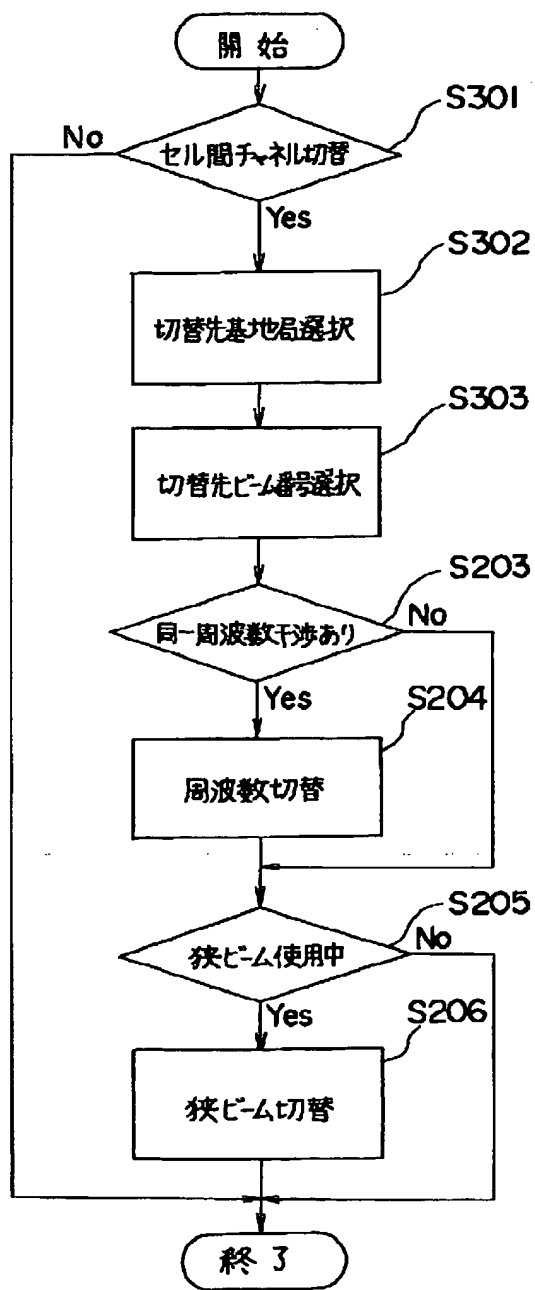 開始
S301
No
セル間チャネル切替
Yes
S302
切替先基地局選択
S303
切替先ビーム番号選択
S203
同一周波数干渉あり
No
Yes
S204
周波数切替
S205
狭ビーム使用中
No
Yes
S206
狭ビーム切替
終了